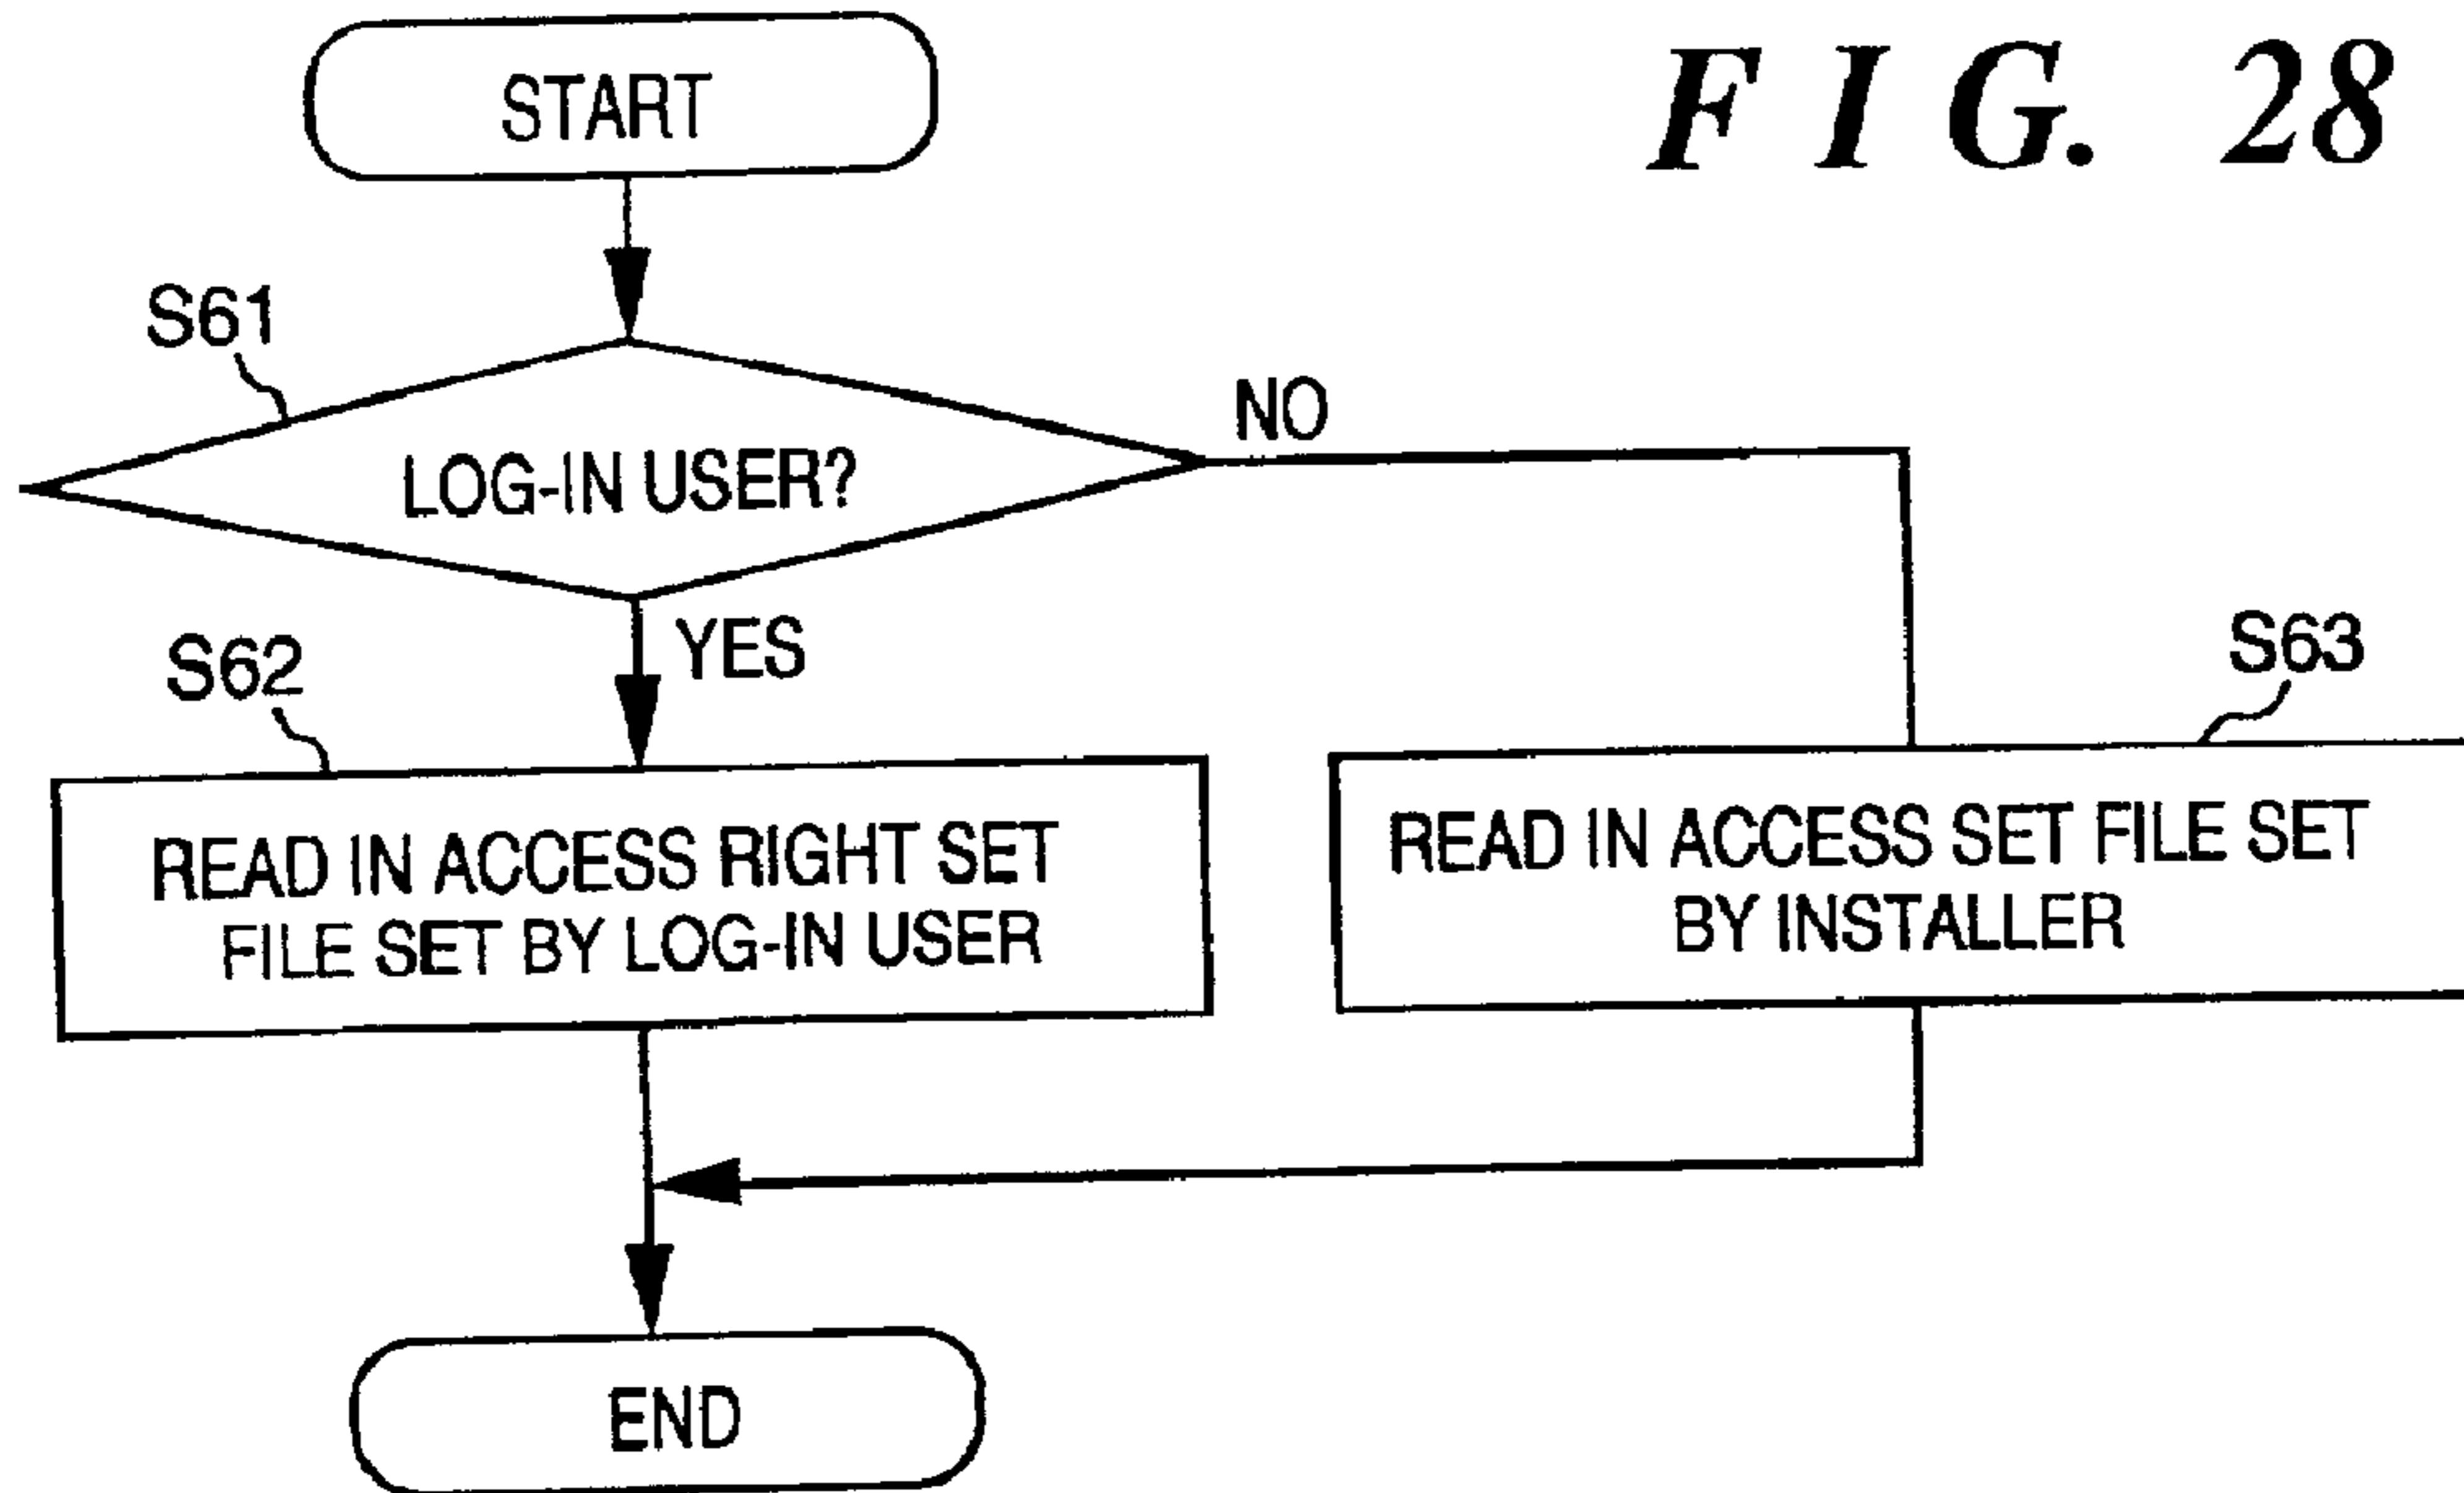 F I G. 28
START
S61
LOG-IN USER?
NO
YES
S62
READ IN ACCESS RIGHT SET
FILE SET BY LOG-IN USER
S63
READ IN ACCESS SET FILE SET
BY INSTALLER
END